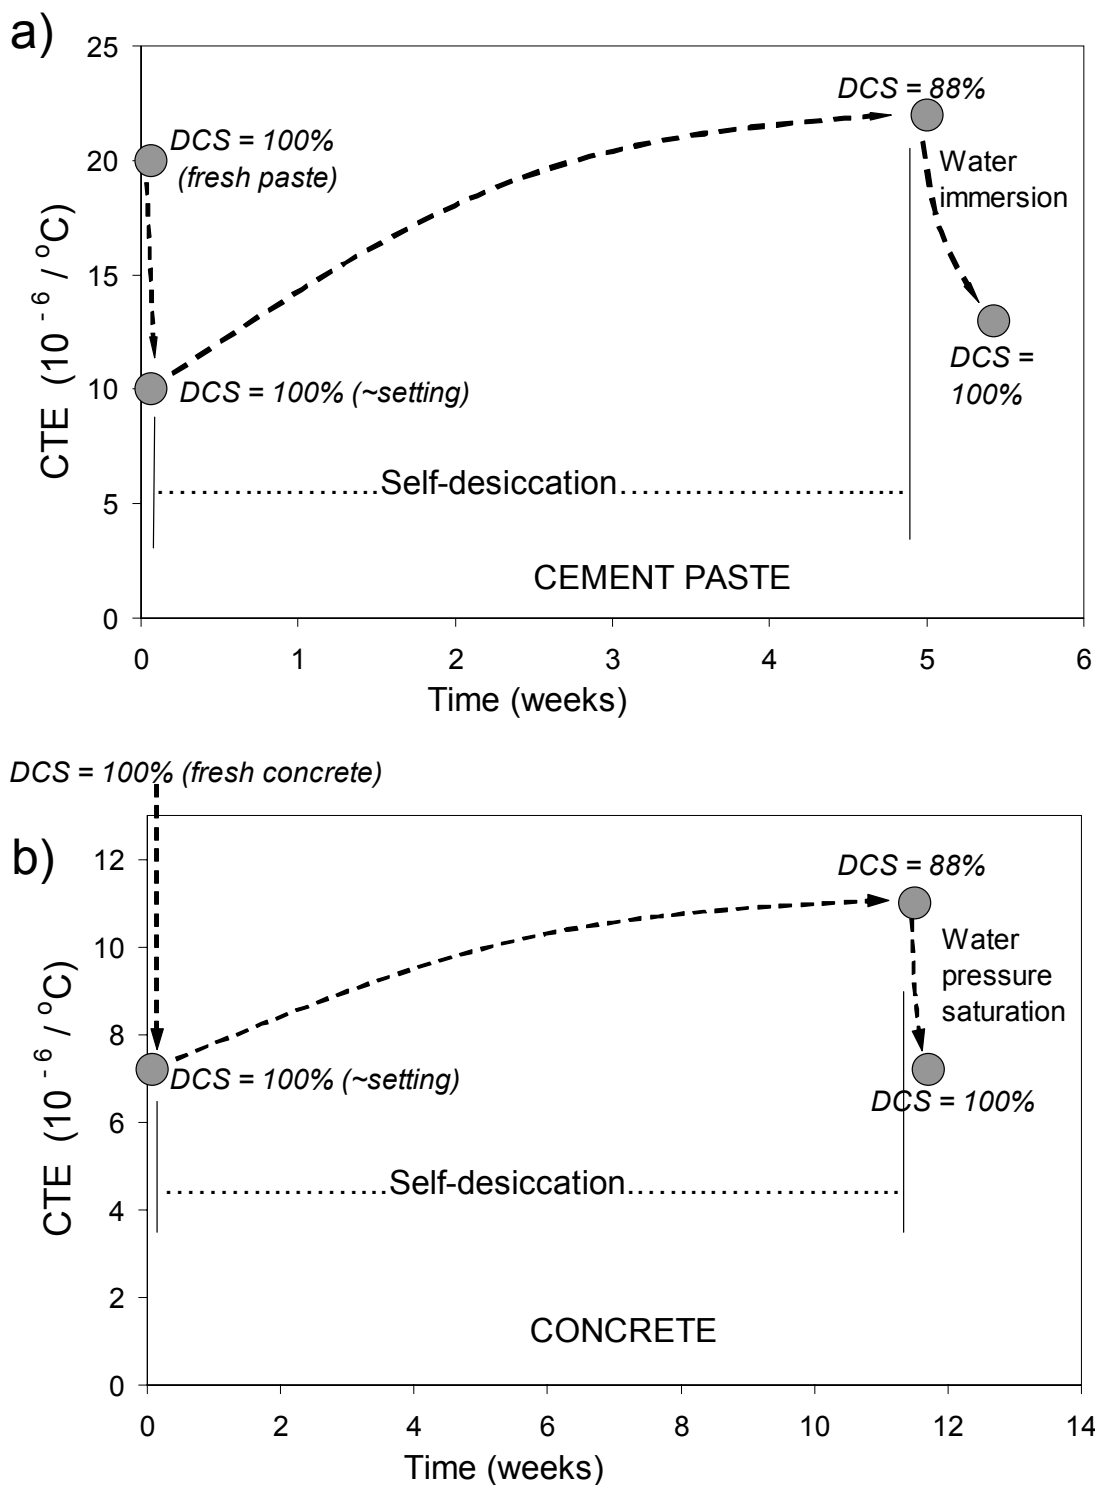 a)
25
20
15
10
5
0
CTE (10 -6 / oC)
DCS = 100%
(fresh paste)
DCS = 88%
Water
immersion
DCS =
100%
DCS = 100% (~setting)
Self-desiccation
CEMENT PASTE
0 1 2 3 4 5 6
Time (weeks)
DCS = 100% (fresh concrete)
b)
12
10
8
6
4
2
0
CTE (10 -6 / oC)
DCS = 88%
Water
pressure
saturation
DCS = 100% (~setting)
DCS = 100%
Self-desiccation
CONCRETE
0 2 4 6 8 10 12 14
Time (weeks)